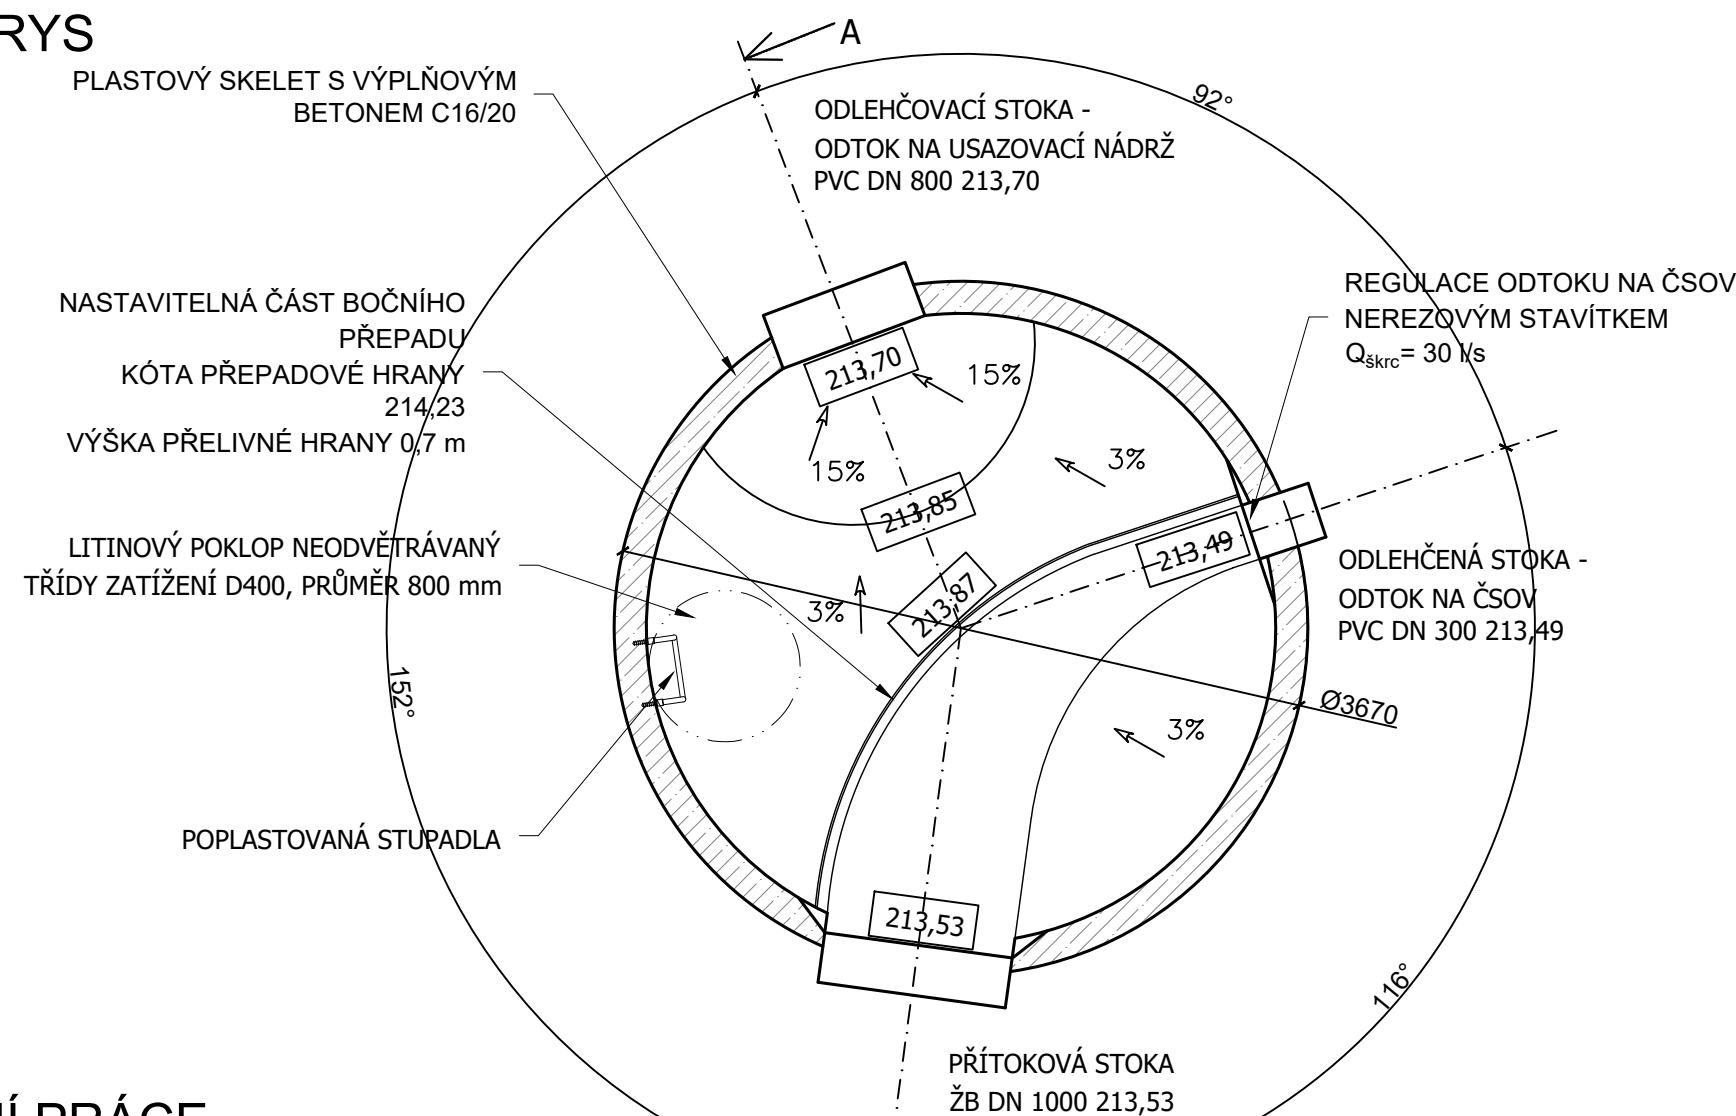 RYS
A
92°
PLASTOVÝ SKELET S VÝPLŇOVÝM
BETONEM C16/20
ODLEHČOVACÍ STOKA -
ODTOK NA USAZOVACÍ NÁDRŽ
PVC DN 800 213,70
NASTAVITELNÁ ČÁST BOČNÍHO
PŘEPADU
KÓTA PŘEPADOVÉ HRANY
214,23
VÝŠKA PŘELIVNÉ HRANY 0,7 m
REGULACE ODTOKU NA ČSOV
NEREZOVÝM STAVÍTKEM
Qškrc= 30 l/s
213,70
15%
15%
3%
213,85
213,49
LITINOVÝ POKLOP NEODVĚTRÁVANÝ
TŘÍDY ZATÍŽENÍ D400, PRŮMĚR 800 mm
ODLEHČENÁ STOKA -
ODTOK NA ČSOV
PVC DN 300 213,49
3%
213,87
152°
Ø3670
3%
POPLASTOVANÁ STUPADLA
213,53
116°
PŘÍTOKOVÁ STOKA
ŽB DN 1000 213,53
NÍ PRÁCE